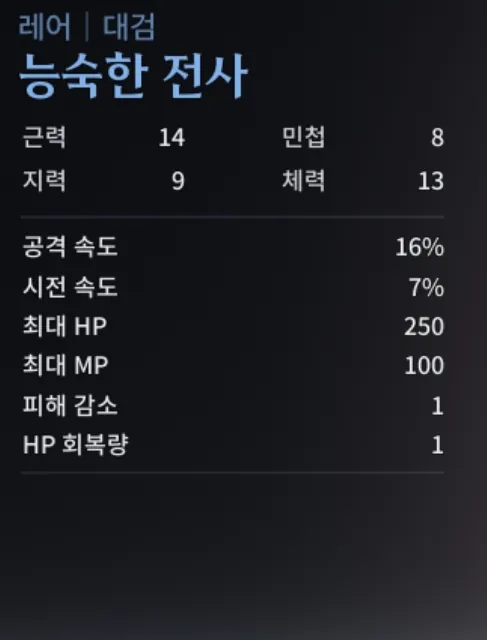 레어 | 대검
능숙한 전사
근력 14 민첩 8
지력 9 체력 13
공격 속도 16%
시전 속도 7%
최대 HP 250
최대 MP 100
피해 감소 1
HP 회복량 1